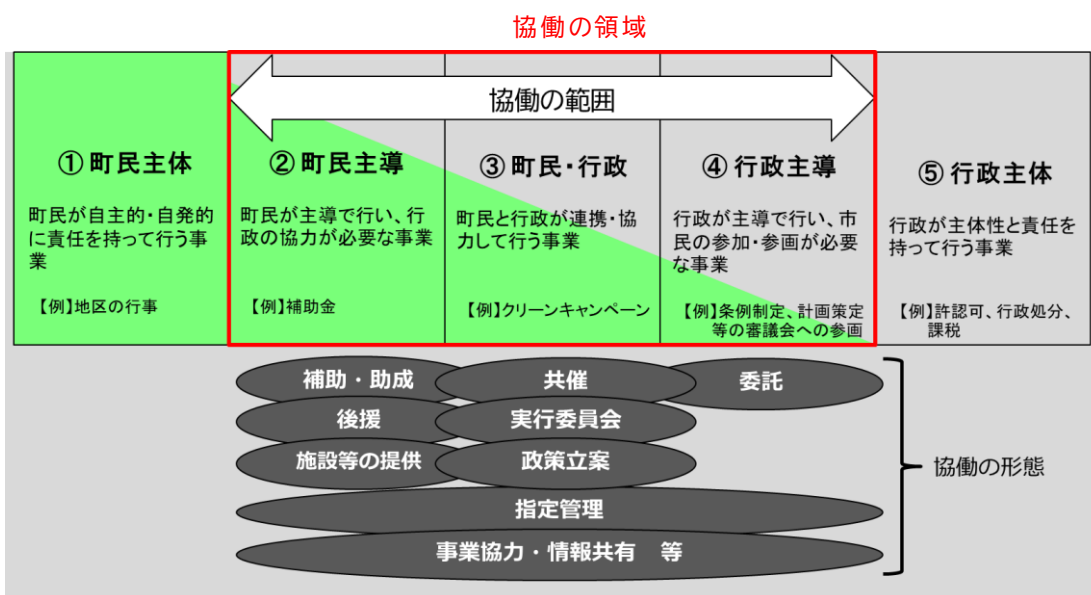 協働の領域
協働の範囲
①町民主体
町民が自主的・自発的
に責任を持って行う事
業
【例】地区の行事
②町民主導
町民が主導で行い、行
政の協力が必要な事業
【例】補助金
③町民・行政
町民と行政が連携・協
力して行う事業
【例】クリーンキャンペーン
④行政主導
行政が主導で行い、市
民の参加・参画が必要
な事業
【例】条例制定、計画策定
等の審議会への参画
⑤行政主体
行政が主体性と責任を
持って行う事業
【例】許認可、行政処分、
課税
補助・助成
共催
委託
後援
実行委員会
施設等の提供
政策立案
指定管理
事業協力・情報共有　等
協働の形態